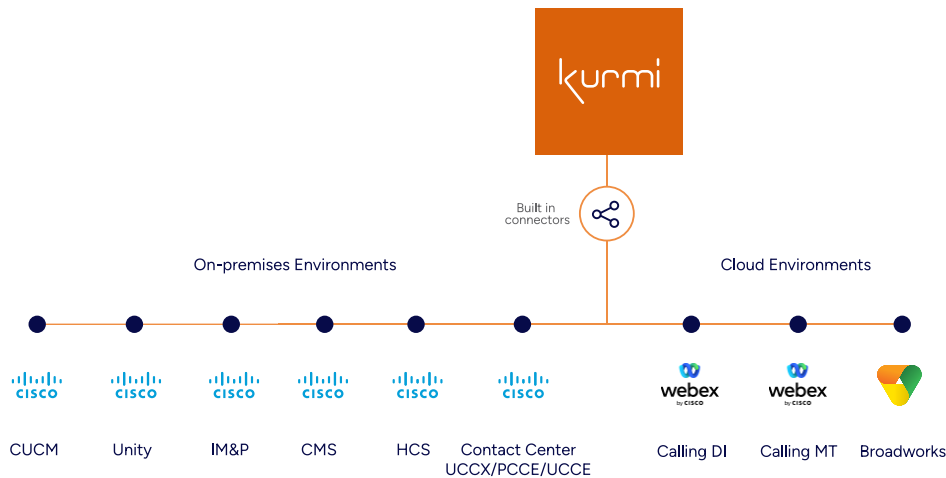 kurmi
Built in
connectors
On-premises Environments
Cloud Environments
CISCO
CISCO
CISCO
CISCO
CISCO
CISCO
webex
by CISCO
webex
by CISCO
CUCM
Unity
IM&P
CMS
HCS
Contact Center
UCCX/PCCE/UCCE
Calling DI
Calling MT
Broadworks